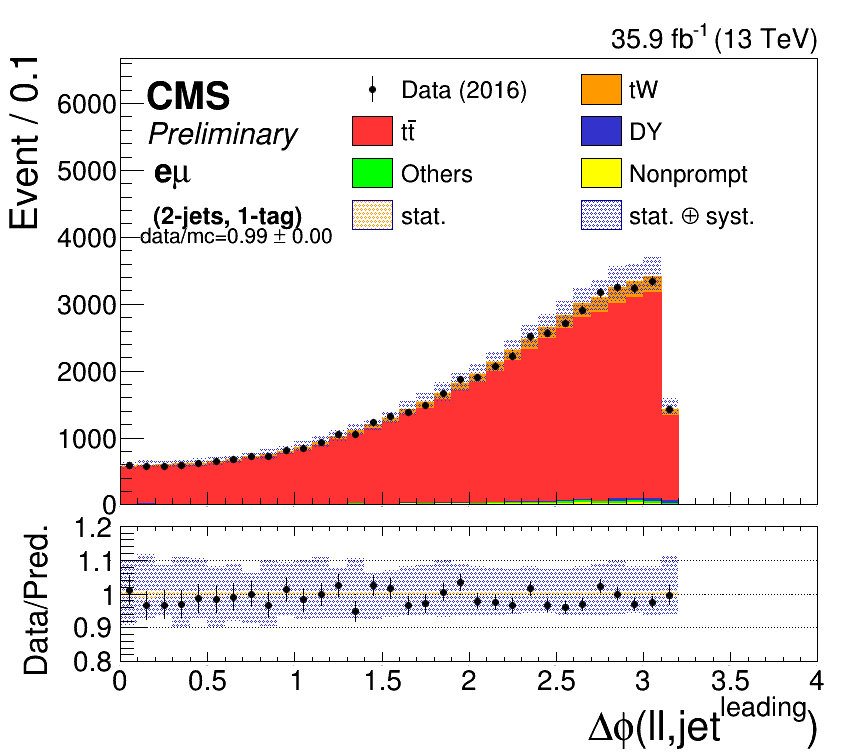 35.9 fb-1 (13 TeV)
Event / 0.1
CMS
Preliminary
eμ
(2-jets, 1-tag)
data/mc=0.99 ± 0.00
Data (2016)
tW
tt̄
DY
Others
Nonprompt
stat.
stat. ⊕ syst.
6000
5000
4000
3000
2000
1000
0
Data/Pred.
1.2
1.1
1
0.9
0.8
0 0.5 1 1.5 2 2.5 3 3.5 4
Δϕ(ll,jet leading)